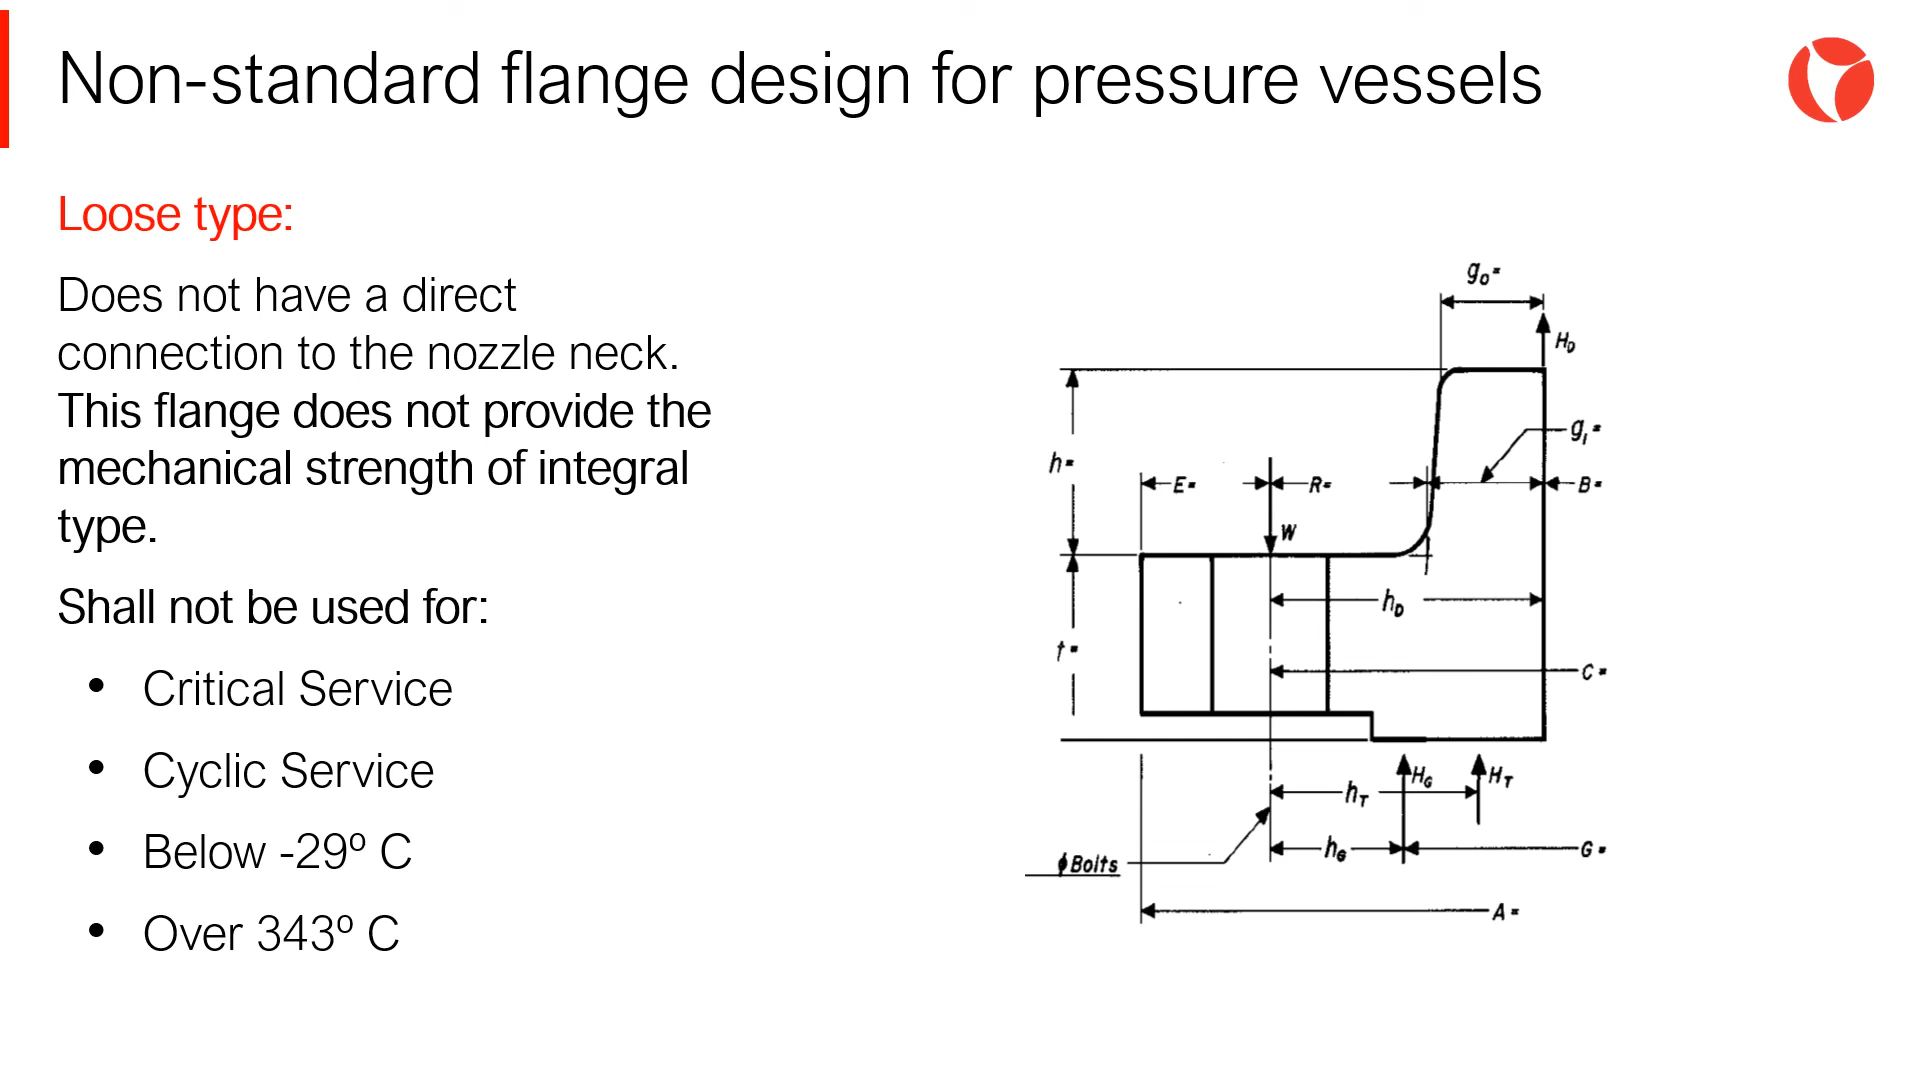 Non-standard flange design for pressure vessels
Loose type:
Does not have a direct
connection to the nozzle neck.
This flange does not provide the
mechanical strength of integral
type.
Shall not be used for:
• Critical Service
• Cyclic Service
• Below -29º C
• Over 343º C
g₀=
H_D
g₁=
h=
E=
R=
B=
W
h_D
t=
C=
H_G
H_T
h_T
h_G
G=
ϕ Bolts
A=